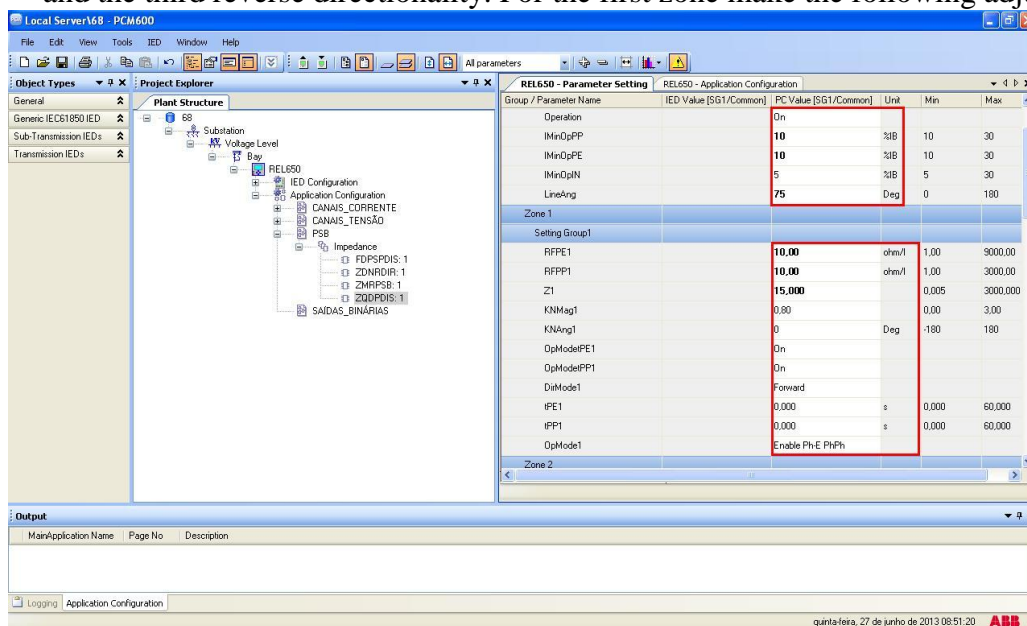 and the third reverse directionality. For the first zone make the following adj
Local Server\68 - PCM600
File Edit View Tools IED Window Help
All parameters
Object Types
General
Generic IEC61850 IED
Sub-Transmission IEDs
Transmission IEDs
Project Explorer
Plant Structure
68
Substation
Voltage Level
Bay
REL650
IED Configuration
Application Configuration
CANAIS_CORRENTE
CANAIS_TENSÃO
PSB
Impedance
FDPSPDIS: 1
ZDNRDIR: 1
ZMRPSB: 1
ZQDPDIS: 1
SAÍDAS_BINÁRIAS
REL650 - Parameter Setting REL650 - Application Configuration
Group / Parameter Name IED Value [SG1/Common] PC Value [SG1/Common] Unit Min Max
Operation On
IMinOpPP 10 %IB 10 30
IMinOpPE 10 %IB 10 30
IMinOpIN 5 %IB 5 30
LineAng 75 Deg 0 180
Zone 1
Setting Group1
RFPE1 10,00 ohm/l 1,00 9000,00
RFPP1 10,00 ohm/l 1,00 3000,00
Z1 15,000 0,005 3000,000
KNMag1 0,80 0,00 3,00
KNAng1 0 Deg -180 180
OpModetPE1 On
OpModetPP1 On
DirMode1 Forward
tPE1 0,000 s 0,000 60,000
tPP1 0,000 s 0,000 60,000
OpMode1 Enable Ph-E PhPh
Zone 2
Output
MainApplication Name Page No Description
Logging Application Configuration
quinta-feira, 27 de junho de 2013 08:51:20 ABB